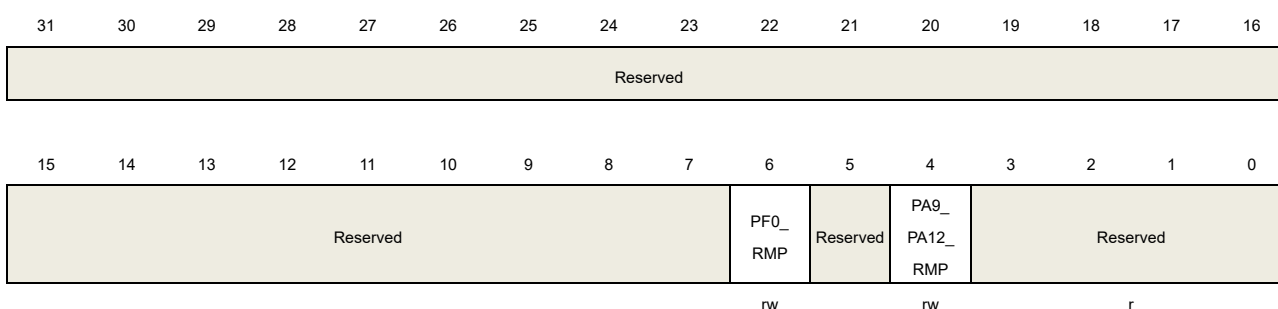 31 30 29 28 27 26 25 24 23 22 21 20 19 18 17 16
Reserved
15 14 13 12 11 10 9 8 7 6 5 4 3 2 1 0
Reserved
PF0_
RMP
Reserved
PA9_
PA12_
RMP
Reserved
rw rw r